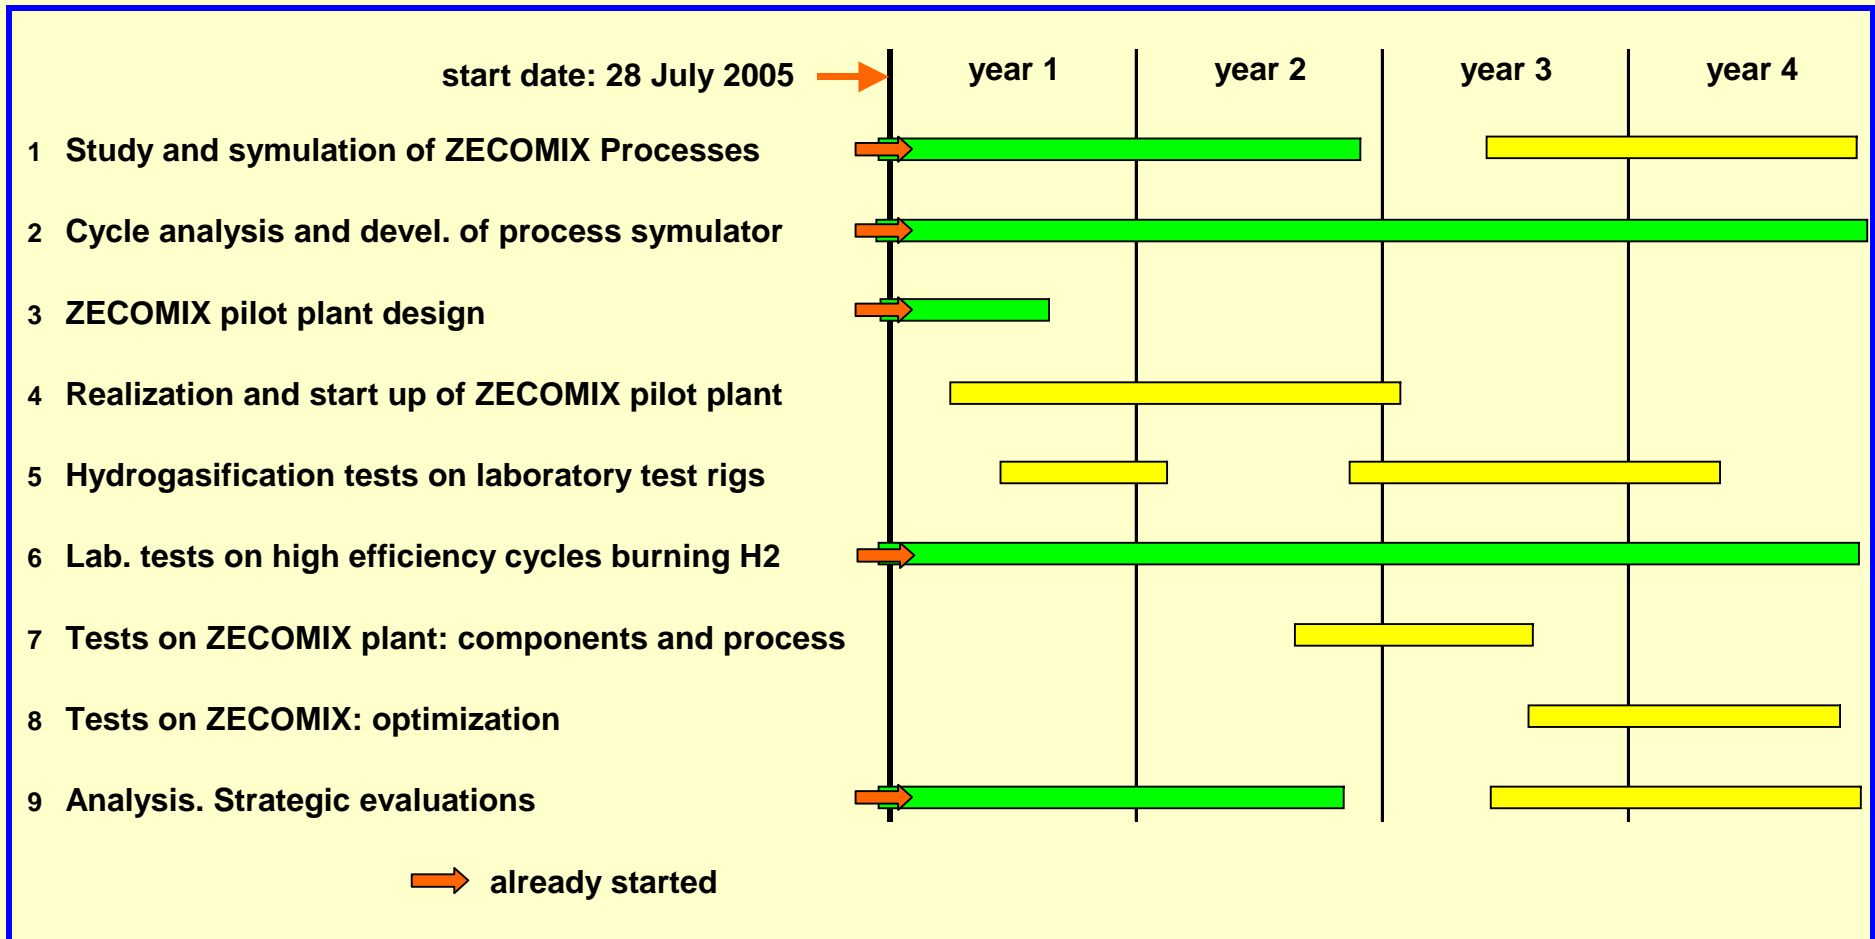 start date: 28 July 2005
year 1
year 2
year 3
year 4
1 Study and symulation of ZECOMIX Processes
2 Cycle analysis and devel. of process symulator
3 ZECOMIX pilot plant design
4 Realization and start up of ZECOMIX pilot plant
5 Hydrogasification tests on laboratory test rigs
6 Lab. tests on high efficiency cycles burning H2
7 Tests on ZECOMIX plant: components and process
8 Tests on ZECOMIX: optimization
9 Analysis. Strategic evaluations
already started